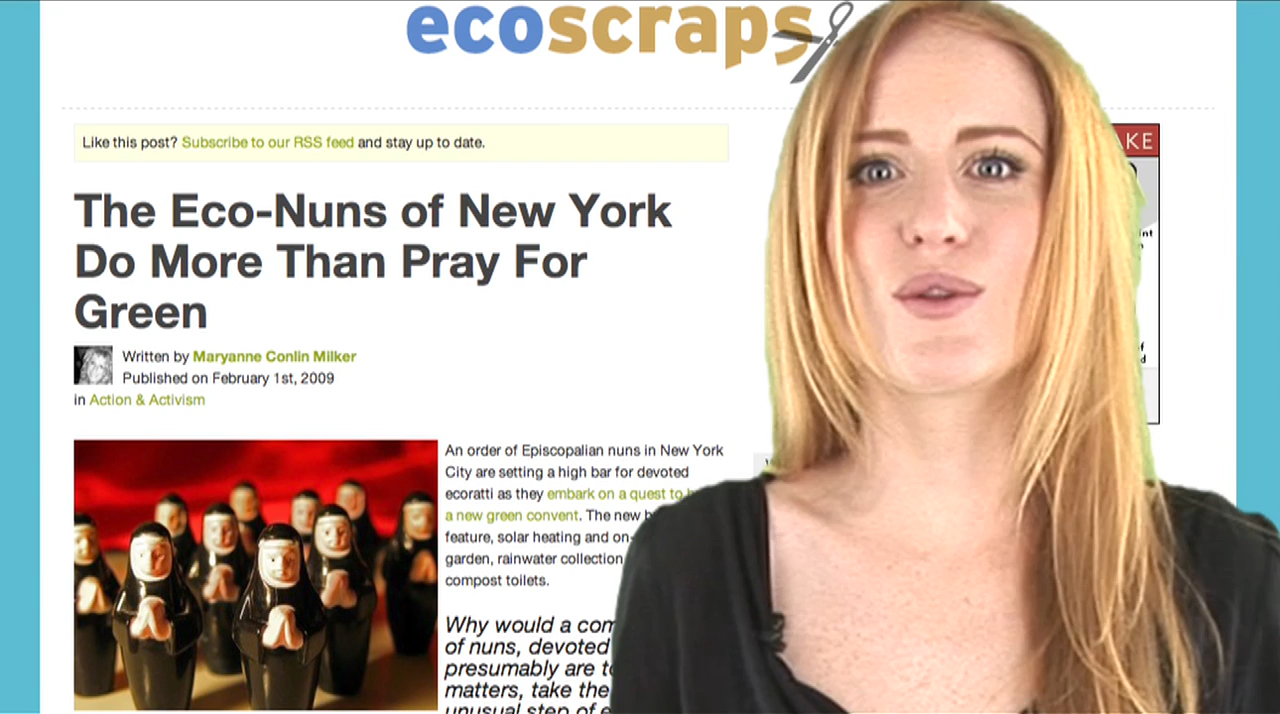 ecoscraps
Like this post? Subscribe to our RSS feed and stay up to date.
The Eco-Nuns of New York
Do More Than Pray For
Green
Written by Maryanne Conlin Milker
Published on February 1st, 2009
in Action & Activism
An order of Episcopalian nuns in New York
City are setting a high bar for devoted
ecoratti as they embark on a quest to
a new green convent. The new
feature, solar heating and on-
garden, rainwater collection
compost toilets.
Why would a
of nuns, devoted
presumably are
matters, take the
unusual step of